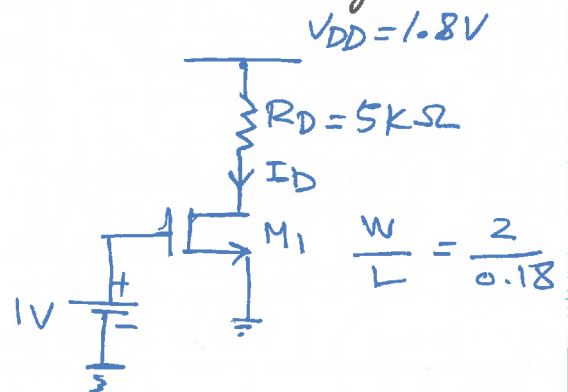 VDD=1.8V
RD=5KΩ
ID
M1
W/L = 2/0.18
1V
+
−